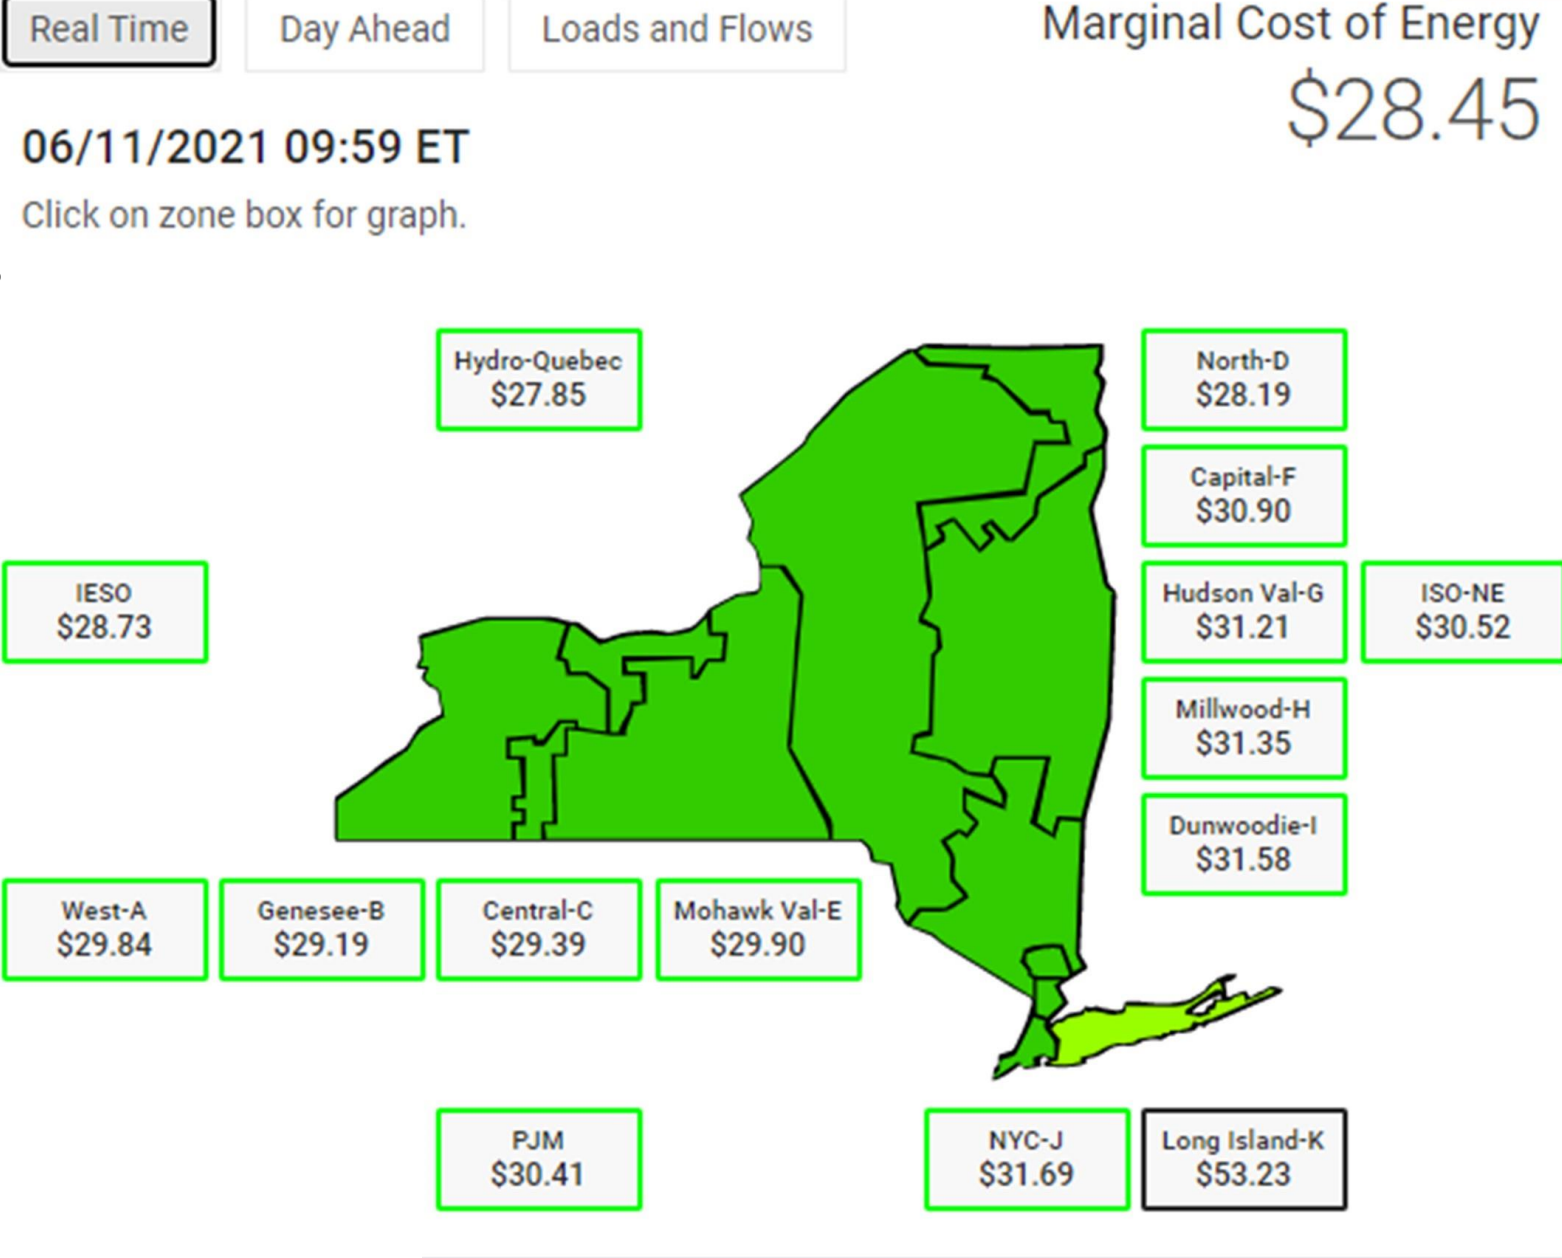 Real Time
Day Ahead
Loads and Flows
Marginal Cost of Energy
$28.45
06/11/2021 09:59 ET
Click on zone box for graph.
Hydro-Quebec
$27.85
North-D
$28.19
Capital-F
$30.90
IESO
$28.73
Hudson Val-G
$31.21
ISO-NE
$30.52
Millwood-H
$31.35
Dunwoodie-I
$31.58
West-A
$29.84
Genesee-B
$29.19
Central-C
$29.39
Mohawk Val-E
$29.90
PJM
$30.41
NYC-J
$31.69
Long Island-K
$53.23